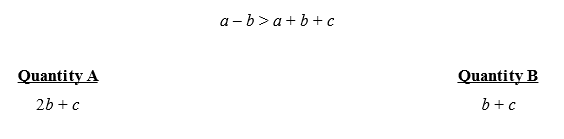 a – b > a + b + c
Quantity A Quantity B
2b + c b + c